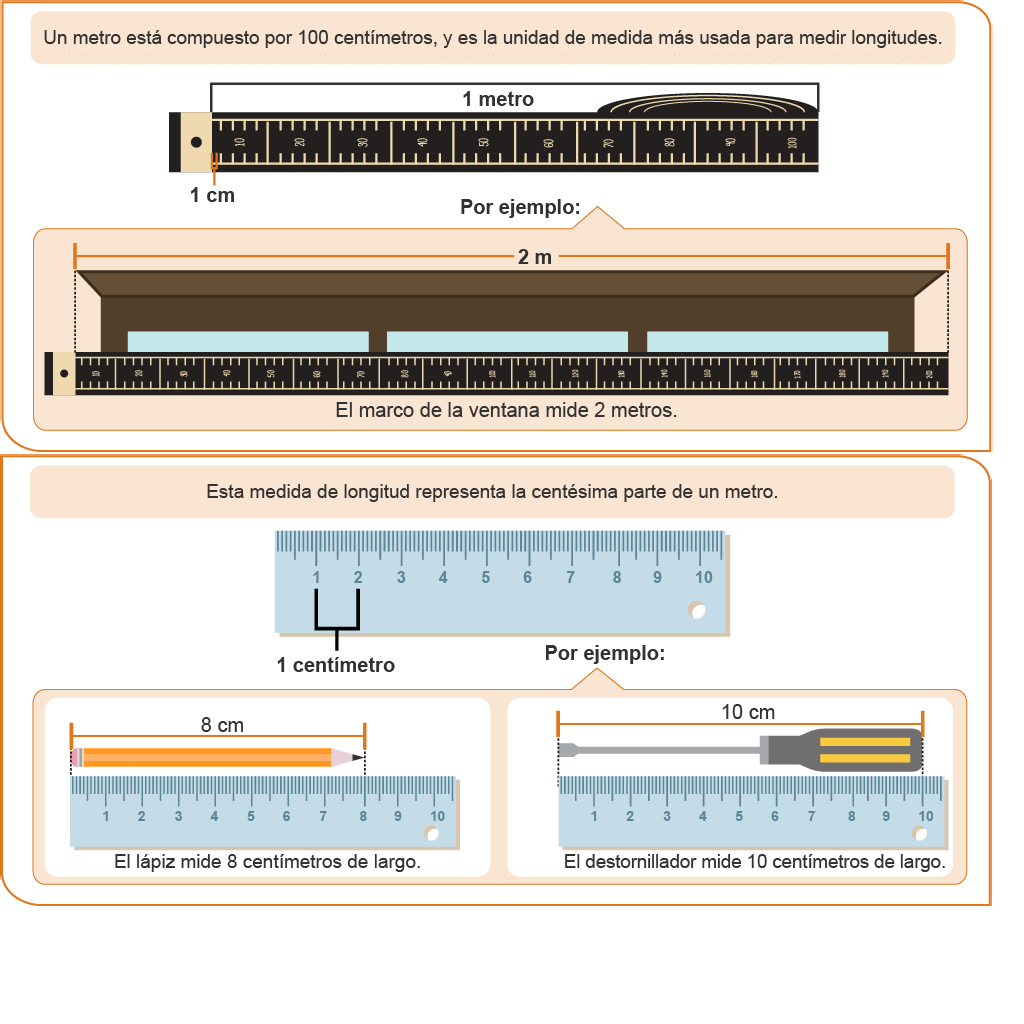 Un metro está compuesto por 100 centímetros, y es la unidad de medida más usada para medir longitudes.
1 metro
10 20 30 40 50 60 70 80 90 100
1 cm
Por ejemplo:
2 m
10 20 30 40 50 60 70 80 90 100 110 120 130 140 150 160 170 180 190 200
El marco de la ventana mide 2 metros.
Esta medida de longitud representa la centésima parte de un metro.
1 2 3 4 5 6 7 8 9 10
1 centímetro
Por ejemplo:
8 cm
1 2 3 4 5 6 7 8 9 10
El lápiz mide 8 centímetros de largo.
10 cm
1 2 3 4 5 6 7 8 9 10
El destornillador mide 10 centímetros de largo.